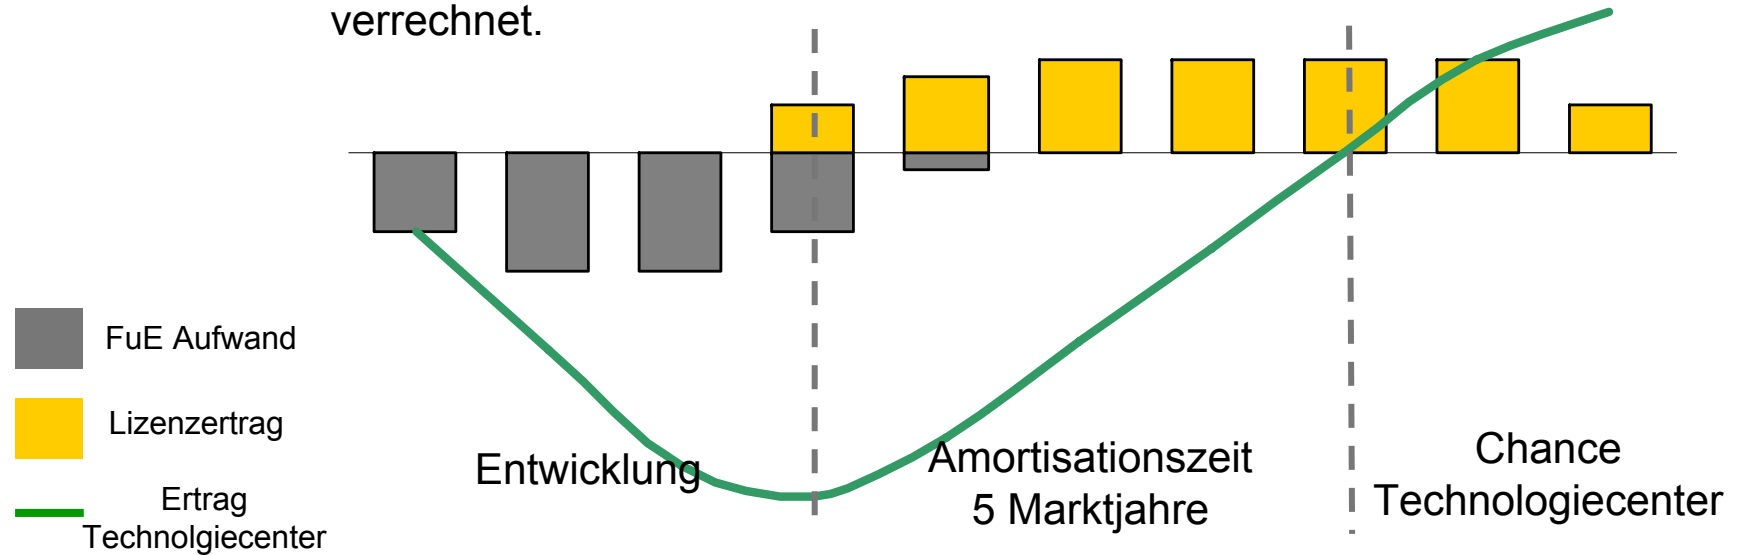 verrechnet.
FuE Aufwand
Lizenzertrag
Ertrag
Technolgiecenter
Entwicklung
Amortisationszeit
5 Marktjahre
Chance
Technologiecenter